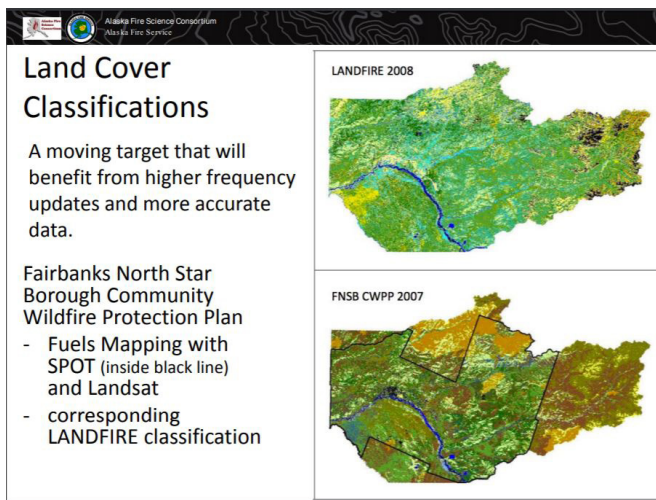 Alaska Fire Science Consortium
Alaska Fire Service
Land Cover
Classifications
A moving target that will
benefit from higher frequency
updates and more accurate
data.
Fairbanks North Star
Borough Community
Wildfire Protection Plan
- Fuels Mapping with
SPOT (inside black line)
and Landsat
- corresponding
LANDFIRE classification
LANDFIRE 2008
FNSB CWPP 2007